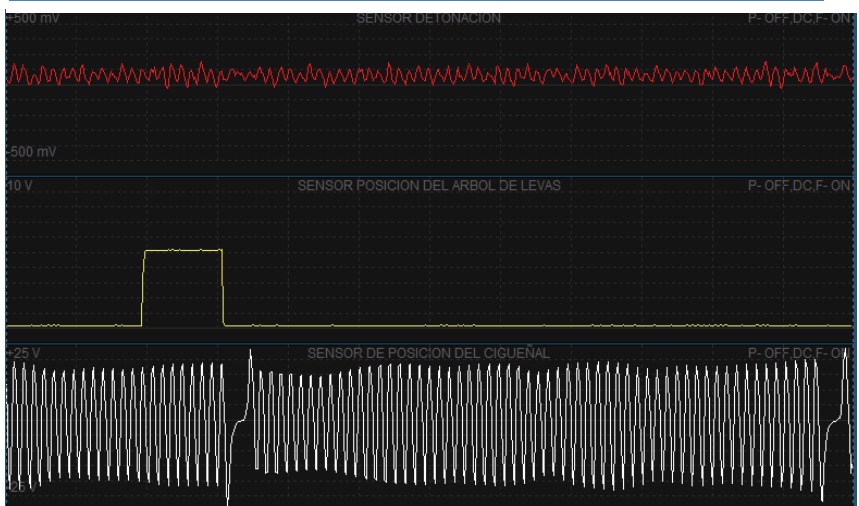 +500 mV SENSOR DETONACION P- OFF,DC,F- ON
-500 mV
10 V SENSOR POSICION DEL ARBOL DE LEVAS P- OFF,DC,F- ON
+25 V SENSOR DE POSICION DEL CIGUEÑAL P- OFF,DC,F- ON
-25 V